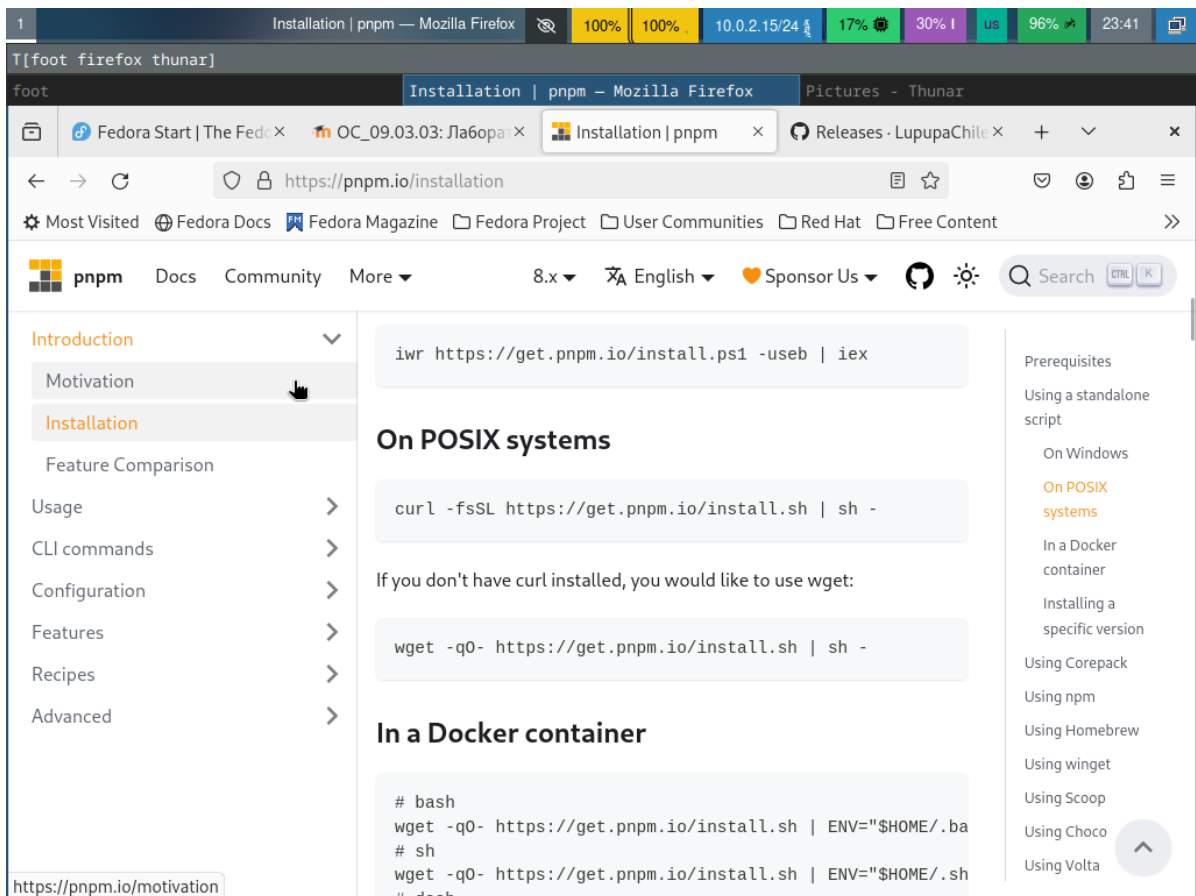 1 Installation | pnpm — Mozilla Firefox 100% 100% 10.0.2.15/24 17% 30% us 96% 23:41
T[foot firefox thunar]
foot Installation | pnpm — Mozilla Firefox Pictures - Thunar
Fedora Start | The Fedo ОС_09.03.03: Лаборат Installation | pnpm Releases · LupupaChile
https://pnpm.io/installation
Most Visited Fedora Docs Fedora Magazine Fedora Project User Communities Red Hat Free Content
pnpm Docs Community More 8.x English Sponsor Us Search CTRL K
Introduction
Motivation
Installation
Feature Comparison
Usage
CLI commands
Configuration
Features
Recipes
Advanced
iwr https://get.pnpm.io/install.ps1 -useb | iex
On POSIX systems
curl -fsSL https://get.pnpm.io/install.sh | sh -
If you don't have curl installed, you would like to use wget:
wget -qO- https://get.pnpm.io/install.sh | sh -
In a Docker container
# bash
wget -qO- https://get.pnpm.io/install.sh | ENV="$HOME/.ba
# sh
wget -qO- https://get.pnpm.io/install.sh | ENV="$HOME/.sh
Prerequisites
Using a standalone
script
On Windows
On POSIX
systems
In a Docker
container
Installing a
specific version
Using Corepack
Using npm
Using Homebrew
Using winget
Using Scoop
Using Choco
Using Volta
https://pnpm.io/motivation